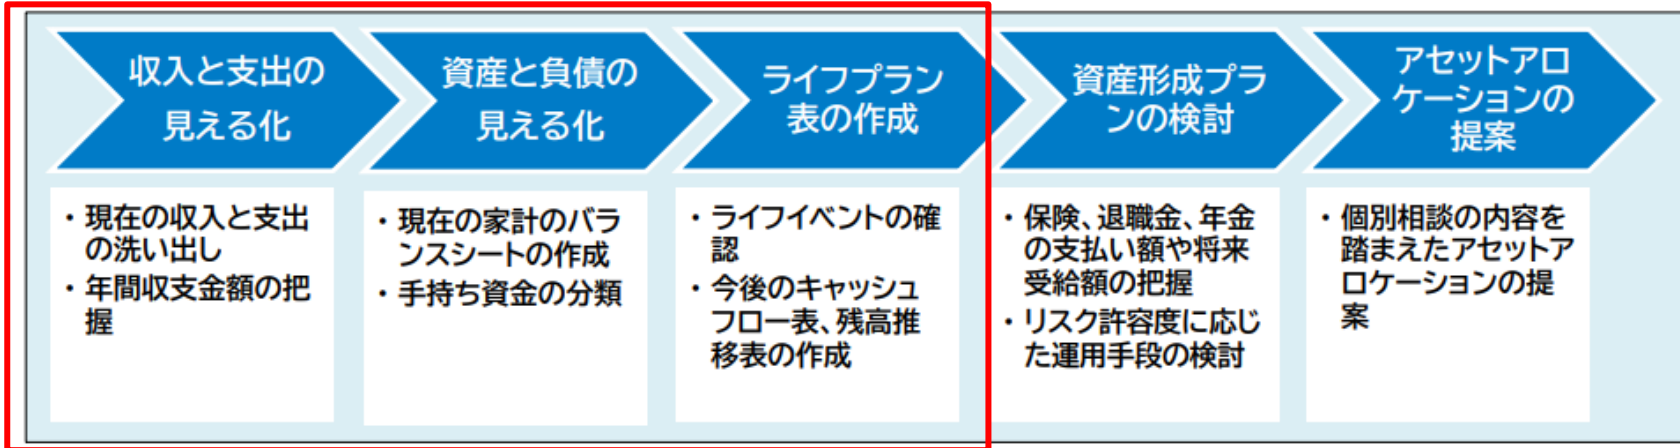 収入と支出の
見える化
資産と負債の
見える化
ライフプラン
表の作成
資産形成プラ
ンの検討
アセットアロ
ケーションの
提案
・現在の収入と支出
の洗い出し
・年間収支金額の把
握
・現在の家計のバラ
ンスシートの作成
・手持ち資金の分類
・ライフイベントの確
認
・今後のキャッシュ
フロー表、残高推
移表の作成
・保険、退職金、年金
の支払い額や将来
受給額の把握
・リスク許容度に応じ
た運用手段の検討
・個別相談の内容を
踏まえたアセットア
ロケーションの提
案